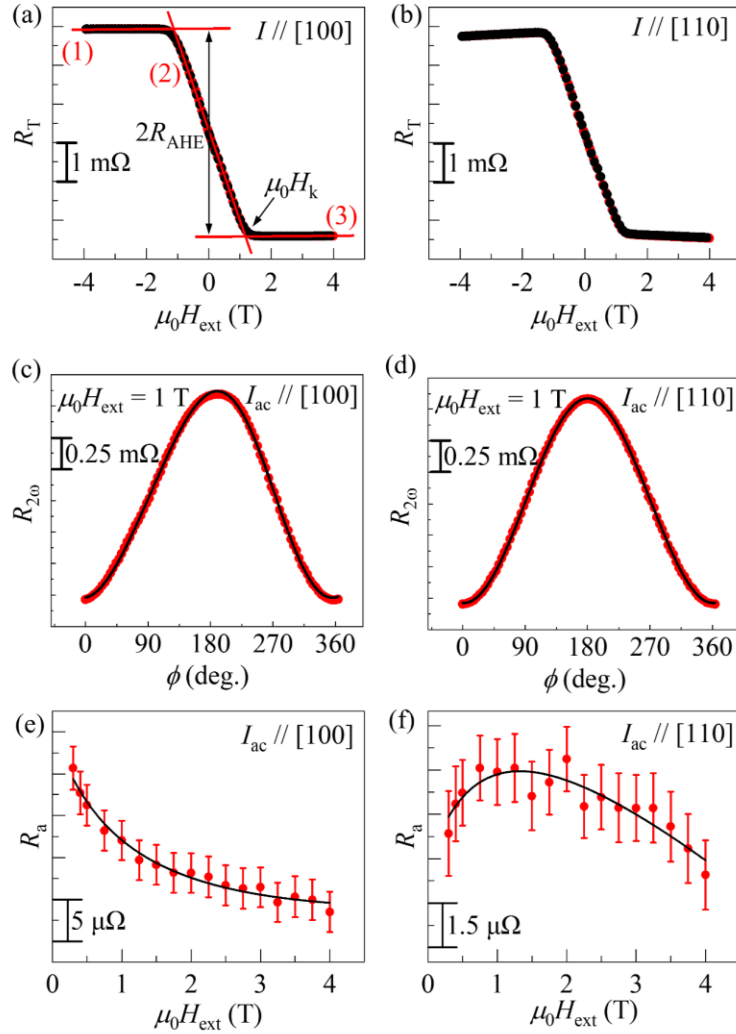 (a)
I // [100]
(1)
(2)
2R_AHE
μ₀H_k
(3)
R_T
1 mΩ
-4 -2 0 2 4
μ₀H_ext (T)
(b)
I // [110]
R_T
1 mΩ
-4 -2 0 2 4
μ₀H_ext (T)
(c)
μ₀H_ext = 1 T I_ac // [100]
0.25 mΩ
R_2ω
0 90 180 270 360
ϕ (deg.)
(d)
μ₀H_ext = 1 T I_ac // [110]
0.25 mΩ
R_2ω
0 90 180 270 360
ϕ (deg.)
(e)
I_ac // [100]
R_a
5 μΩ
0 1 2 3 4
μ₀H_ext (T)
(f)
I_ac // [110]
R_a
1.5 μΩ
0 1 2 3 4
μ₀H_ext (T)